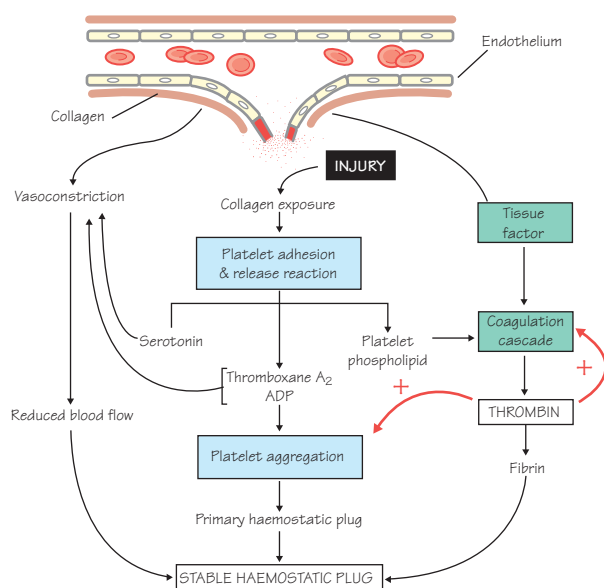 Endothelium
Collagen
INJURY
Vasoconstriction
Collagen exposure
Tissue
factor
Platelet adhesion
& release reaction
Coagulation
cascade
Serotonin
Platelet
phospholipid
Thromboxane A₂
ADP
+
+
THROMBIN
Reduced blood flow
Platelet aggregation
Fibrin
Primary haemostatic plug
STABLE HAEMOSTATIC PLUG